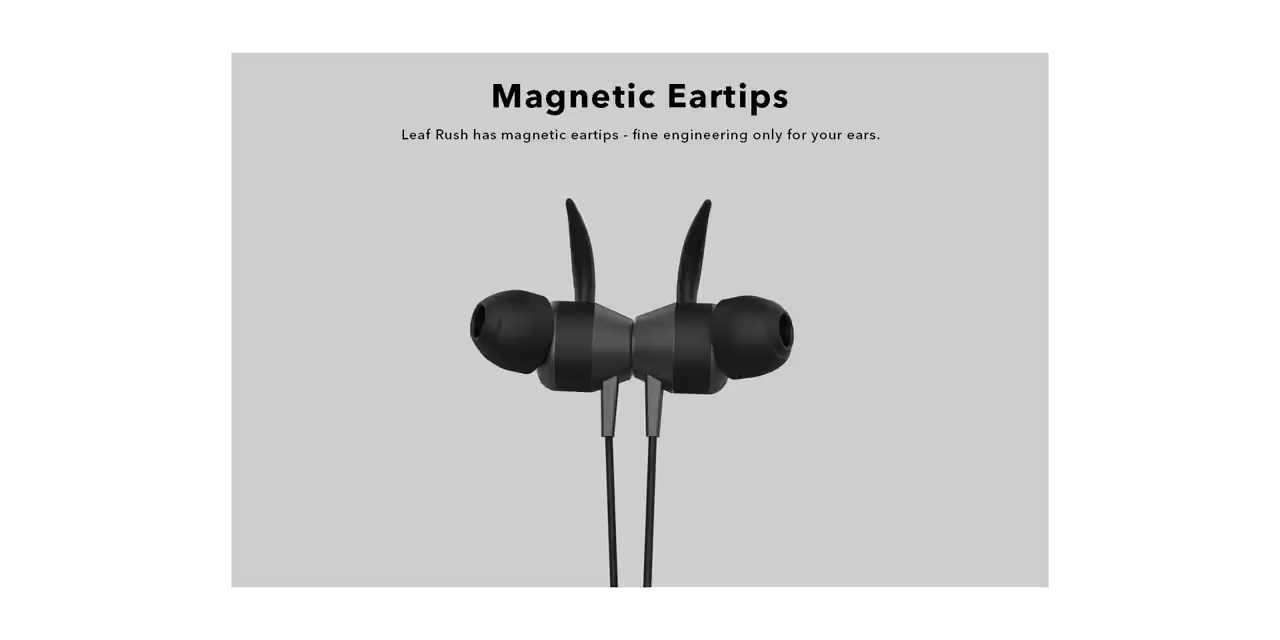 Magnetic Eartips
Leaf Rush has magnetic eartips - fine engineering only for your ears.